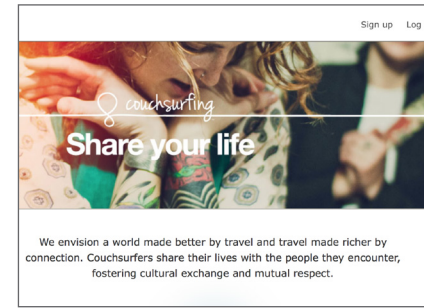 Sign up Log
couchsurfing
Share your life
We envision a world made better by travel and travel made richer by
connection. Couchsurfers share their lives with the people they encounter,
fostering cultural exchange and mutual respect.